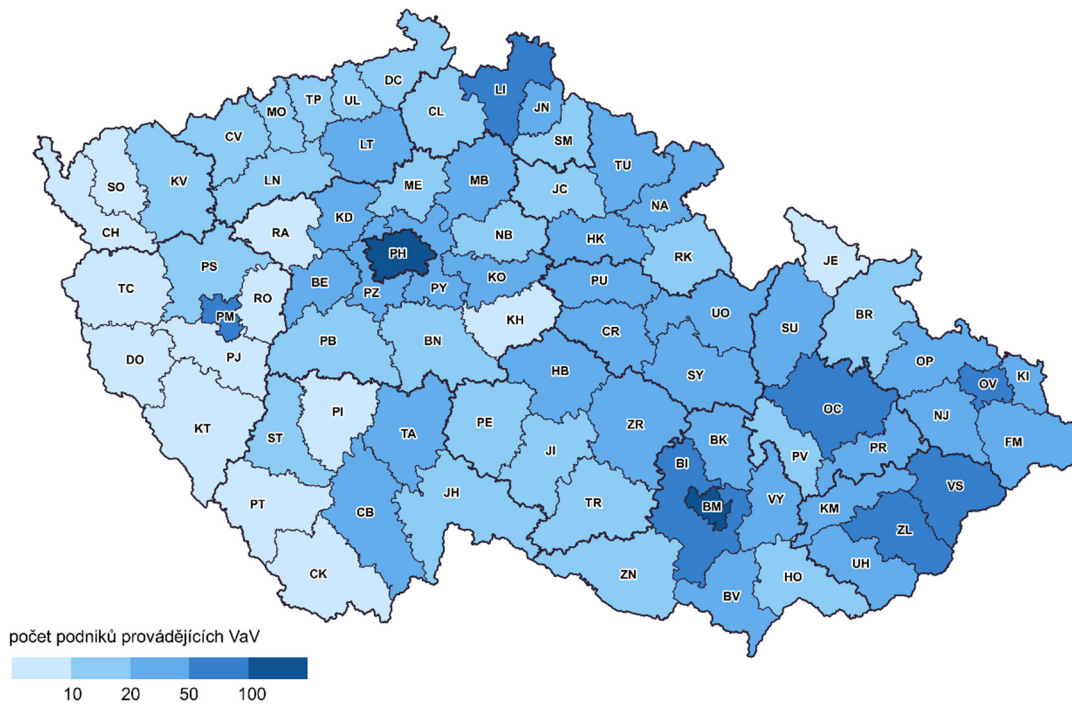 DC
LI
TP
UL
JN
MO
CL
CV
LT
SM
TU
SO
KV
LN
ME
MB
JC
NA
KD
CH
RA
NB
HK
PH
RK
JE
PS
TC
BE
PZ
PY
KO
PU
RO
BR
PM
KH
UO
SU
CR
DO
PJ
PB
BN
OP
HB
SY
OV
KI
PI
OC
KT
ST
TA
PE
ZR
BK
NJ
FM
JI
PV
PR
BI
VS
PT
CB
JH
TR
BM
VY
KM
ZL
CK
ZN
HO
UH
BV
počet podniků provádějících VaV
10 20 50 100